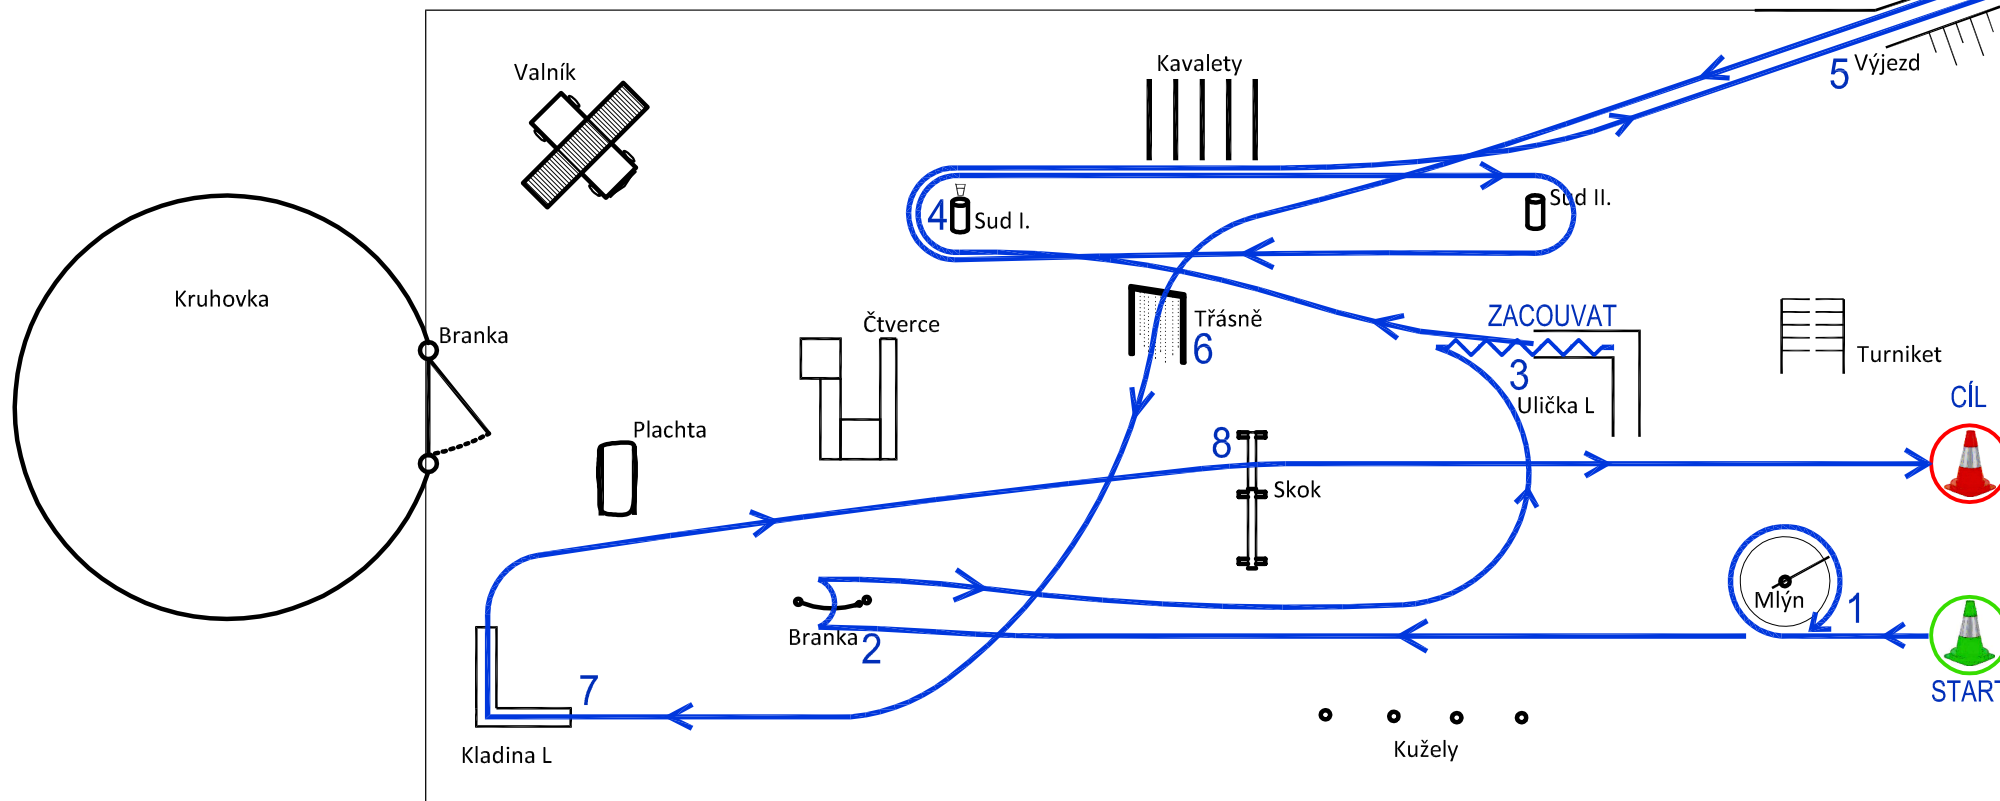 Valník
Kavalety
5 Výjezd
4
Sud I.
Sud II.
Kruhovka
Branka
Čtverce
Třásně
6
ZACOUVAT
3
Ulička L
Turniket
CÍL
Plachta
8
Skok
Mlýn
1
Branka 2
START
7
Kladina L
Kužely